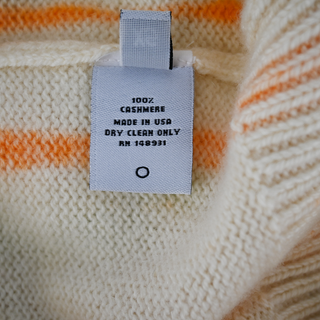 100%
CASHMERE
MADE IN USA
DRY CLEAN ONLY
RN 148931
O